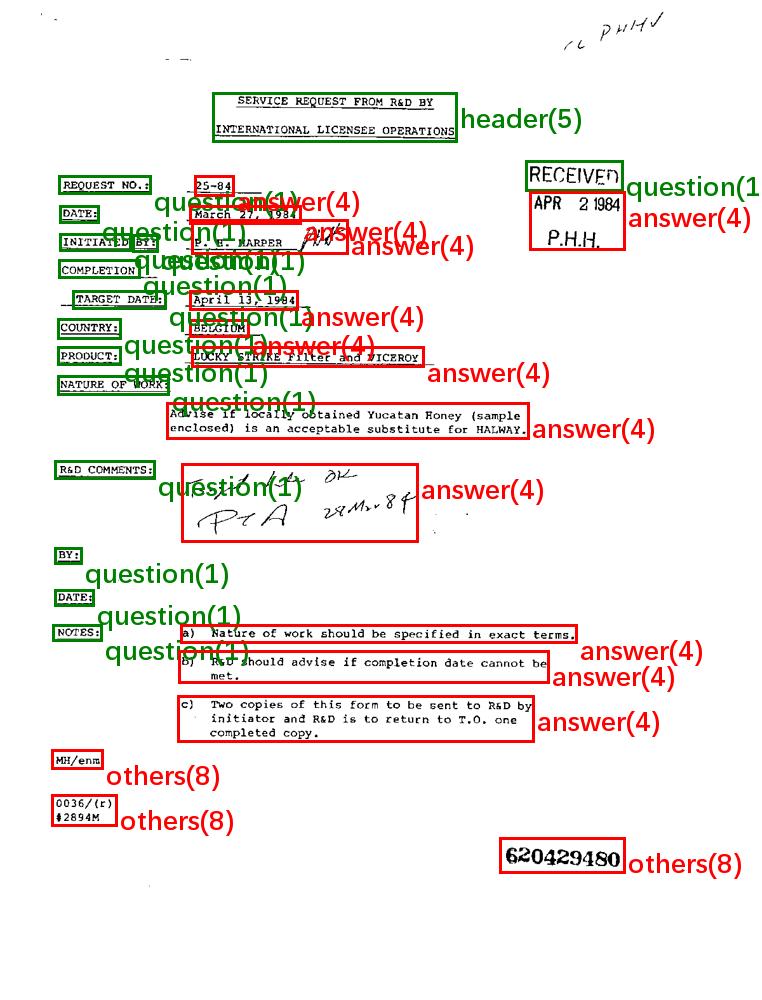 PHH
SERVICE REQUEST FROM R&D BY
INTERNATIONAL LICENSEE OPERATIONS
header(5)
RECEIVED
question(1
REQUEST NO.: 25-84
question(1) answer(4)
APR 2 1984
answer(4)
P.H.H.
DATE: March 27, 1984
question(1) answer(4)
INITIATED BY: P. H. HARPER
answer(4)
question(1) question(1)
COMPLETION
question(1)
TARGET DATE: April 13, 1984
question(1) answer(4)
COUNTRY: BELGIUM
question(1) answer(4)
PRODUCT: LUCKY STRIKE Filter and VICEROY
question(1) answer(4)
NATURE OF WORK:
question(1)
Advise if locally obtained Yucatan Honey (sample
enclosed) is an acceptable substitute for HALWAY.
answer(4)
R&D COMMENTS: OK
question(1) answer(4)
28 Mar 84
BY:
question(1)
DATE:
question(1)
NOTES: a) Nature of work should be specified in exact terms.
question(1) answer(4)
b) R&D should advise if completion date cannot be
met.
answer(4)
c) Two copies of this form to be sent to R&D by
initiator and R&D is to return to T.O. one
completed copy.
answer(4)
MH/enm
others(8)
0036/(r)
#2894M
others(8)
620429480
others(8)